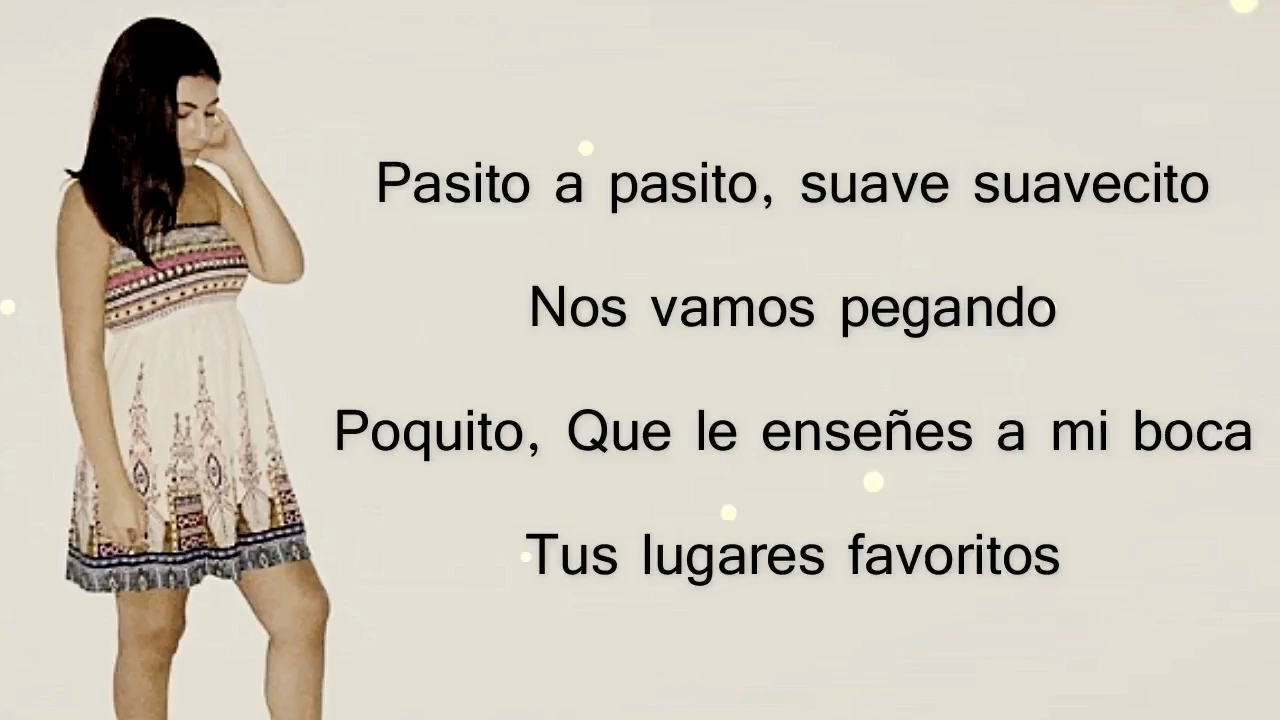 Pasito a pasito, suave suavecito
Nos vamos pegando
Poquito, Que le enseñes a mi boca
Tus lugares favoritos